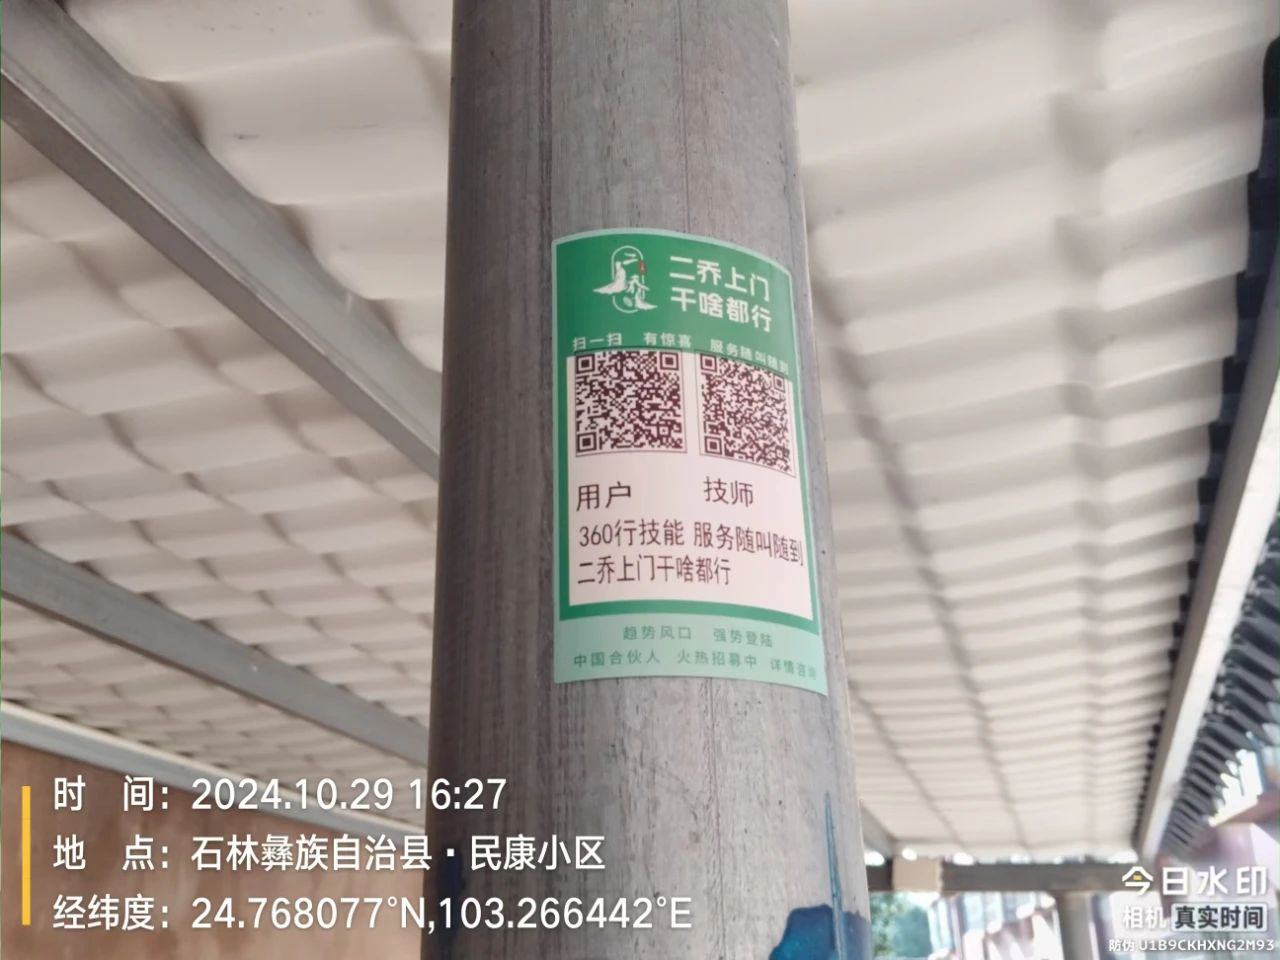 二乔
二乔上门
干啥都行
扫一扫 有惊喜 服务随叫随到
用户 技师
360行技能 服务随叫随到
二乔上门干啥都行
趋势风口 强势登陆
中国合伙人 火热招募中 详情咨询
时 间：2024.10.29 16:27
地 点：石林彝族自治县·民康小区
经纬度：24.768077°N,103.266442°E
今日水印
相机 真实时间
防伪 U1B9CKHXNG2M93